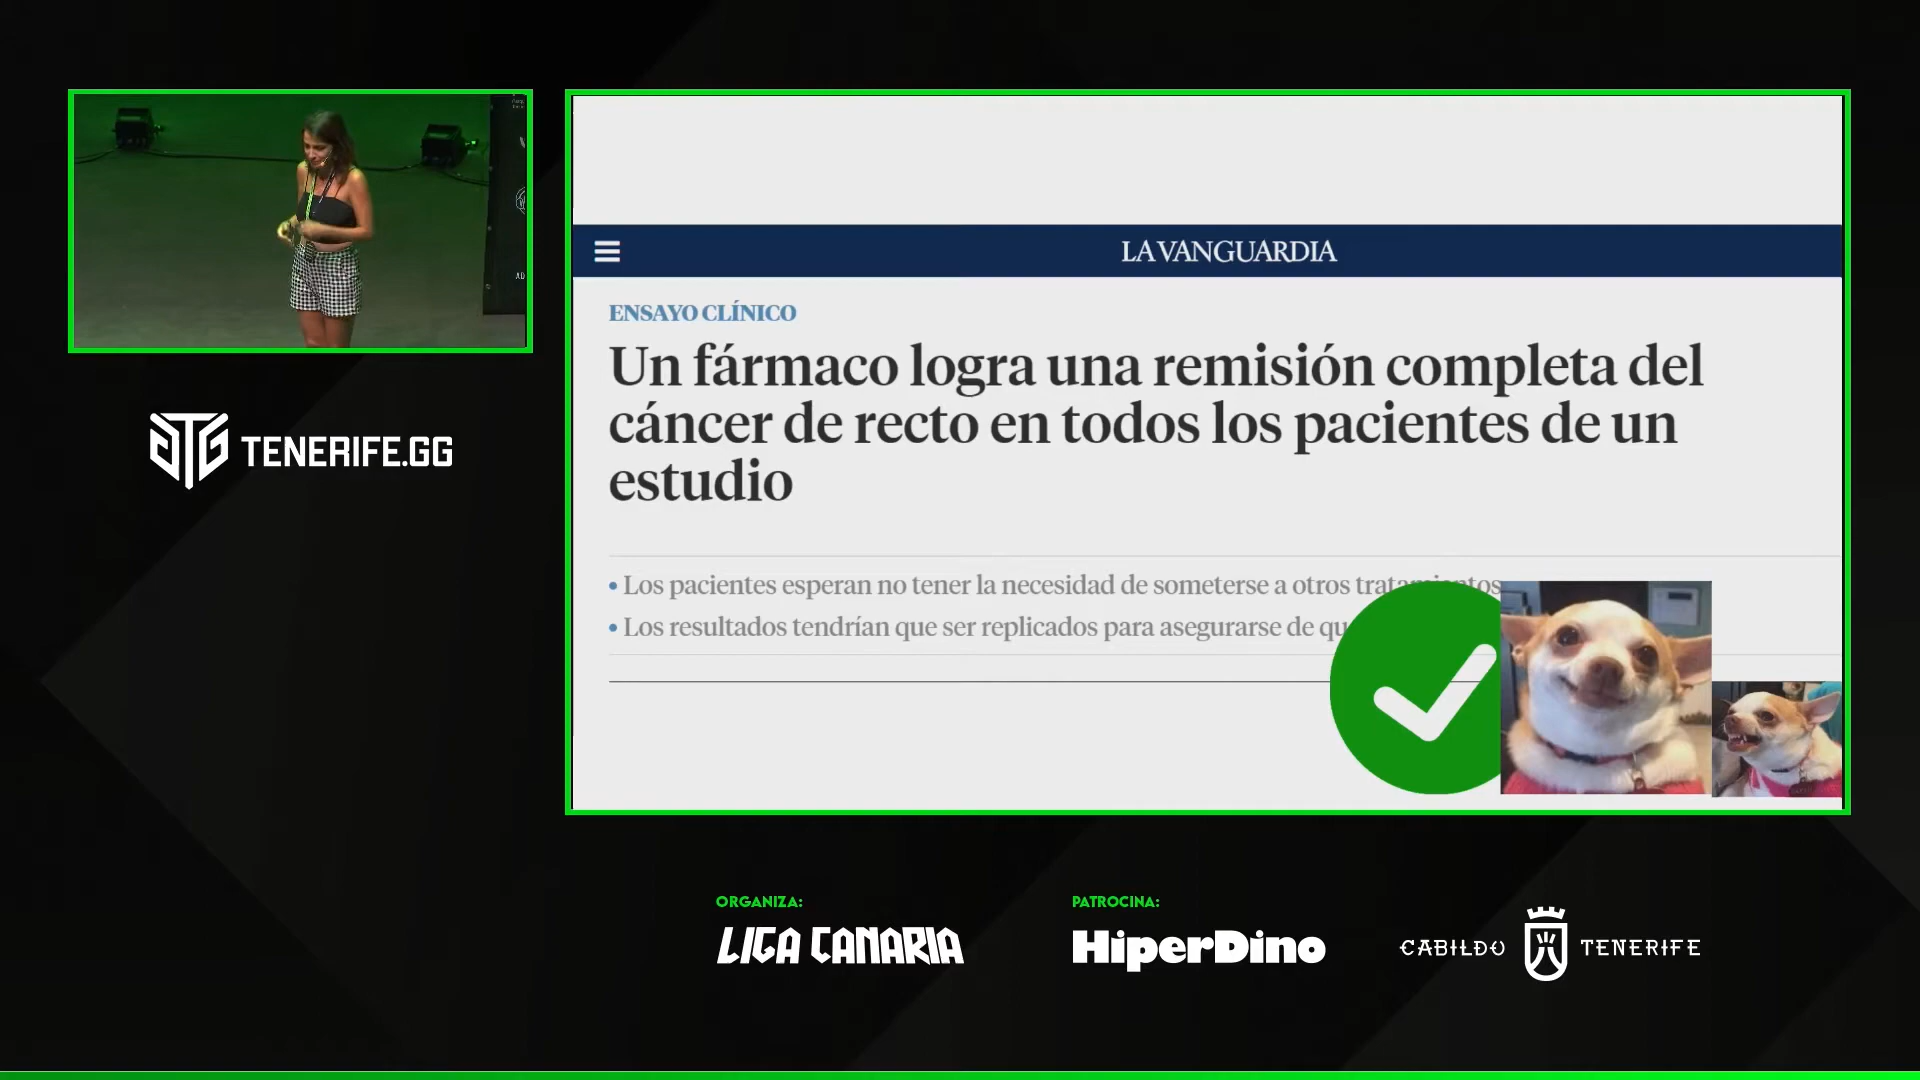 LAVANGUARDIA
ENSAYO CLÍNICO
Un fármaco logra una remisión completa del
cáncer de recto en todos los pacientes de un
estudio
• Los pacientes esperan no tener la necesidad de someterse a otros tratamientos
• Los resultados tendrían que ser replicados para asegurarse de
TENERIFE.GG
ORGANIZA:
LIGA CANARIA
PATROCINA:
HiperDino
CABILDO TENERIFE